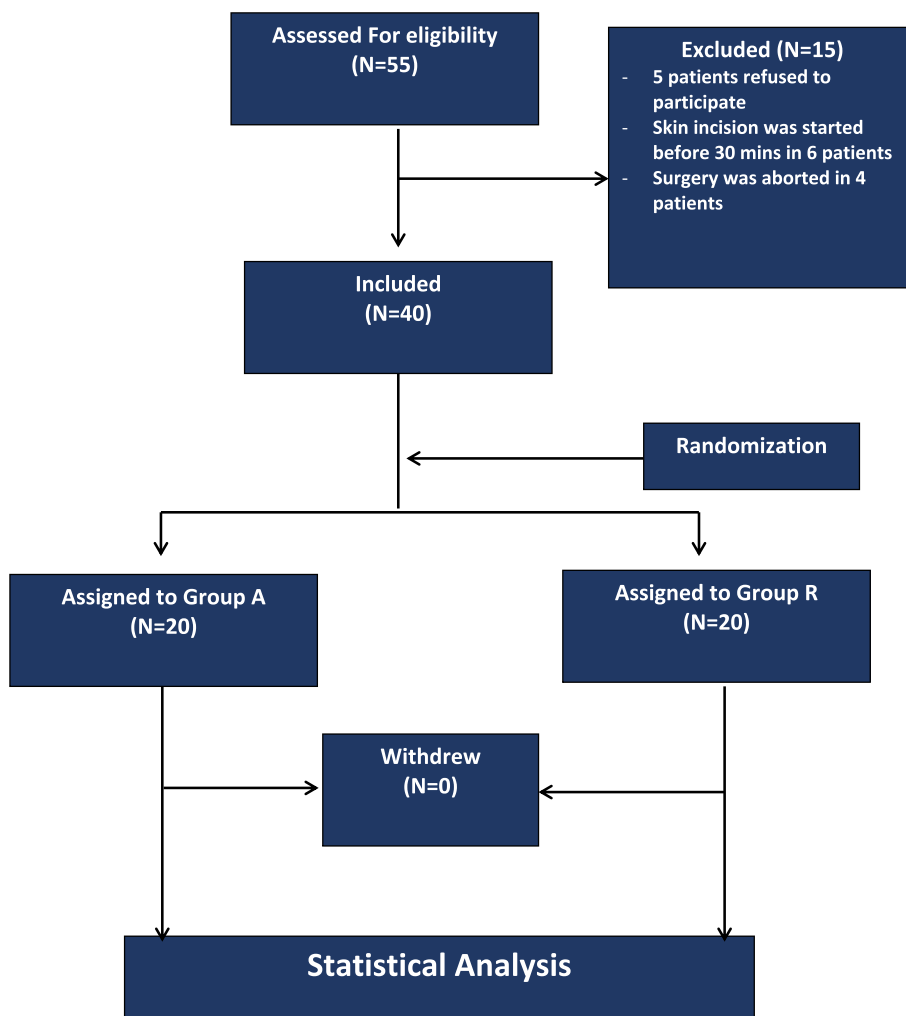 Assessed For eligibility
(N=55)
Excluded (N=15)
- 5 patients refused to
participate
- Skin incision was started
before 30 mins in 6 patients
- Surgery was aborted in 4
patients
Included
(N=40)
Randomization
Assigned to Group A
(N=20)
Assigned to Group R
(N=20)
Withdrew
(N=0)
Statistical Analysis